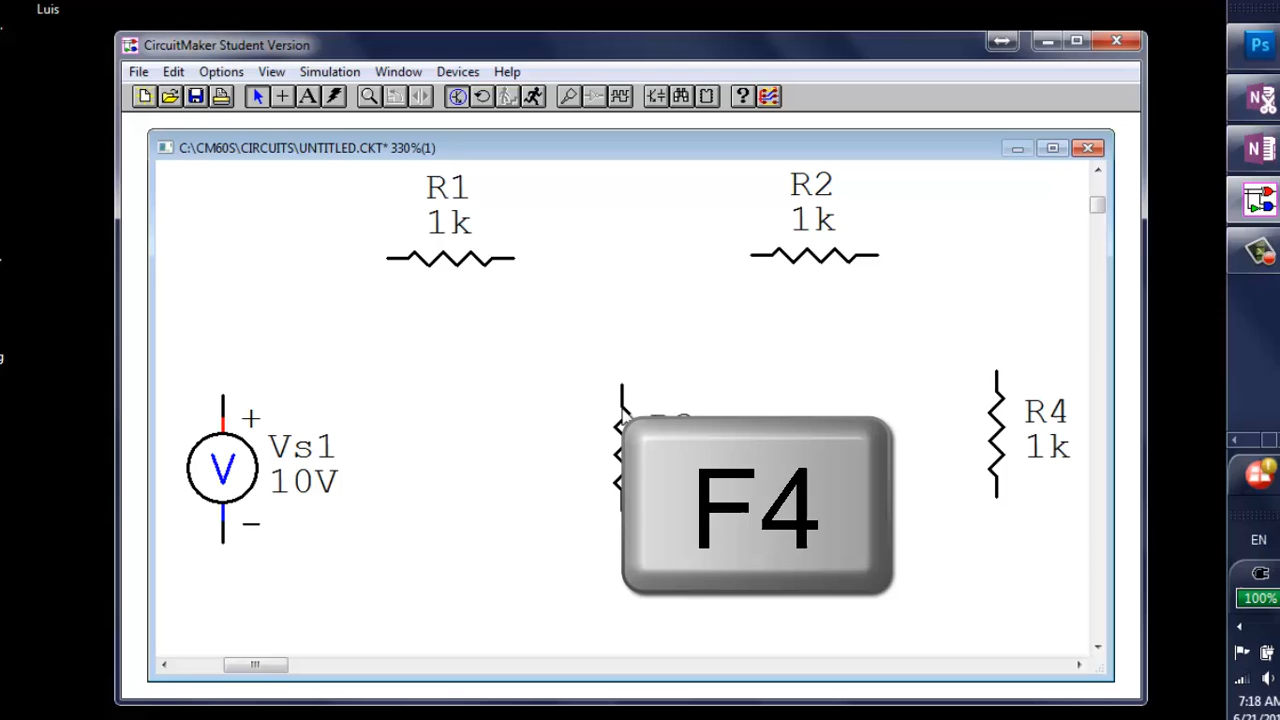 Luis
CircuitMaker Student Version
File Edit Options View Simulation Window Devices Help
A ?
C:\CM60S\CIRCUITS\UNTITLED.CKT* 330%(1)
R1
1k
R2
1k
+
Vs1
10V
V
−
R4
1k
F4
Ps
N
N
EN
100%
7:18 AM